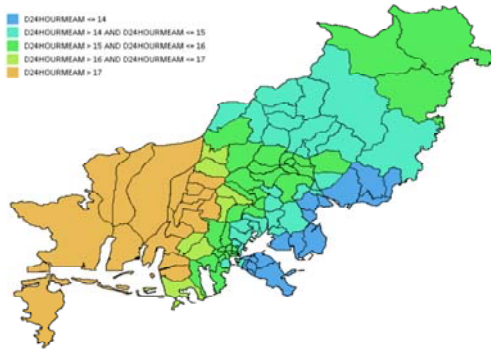 D24HOURMEAM <= 14
D24HOURMEAM > 14 AND D24HOURMEAM <= 15
D24HOURMEAM > 15 AND D24HOURMEAM <= 16
D24HOURMEAM > 16 AND D24HOURMEAM <= 17
D24HOURMEAM > 17